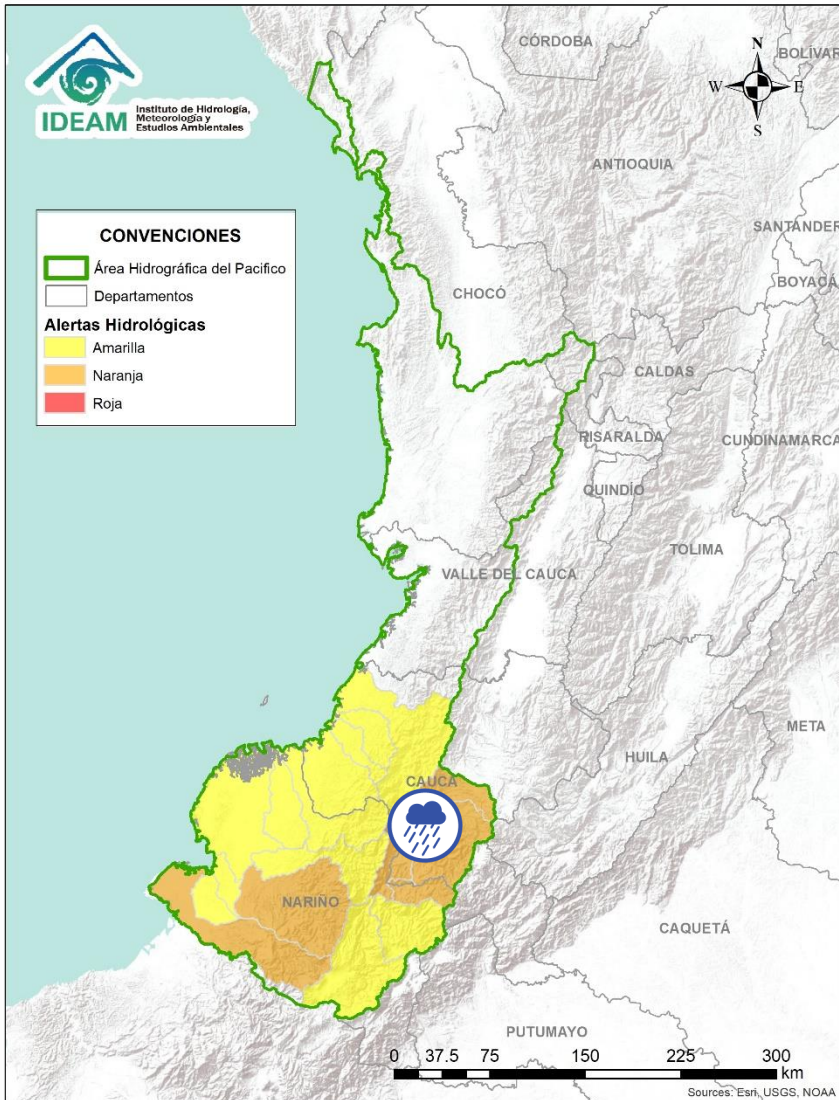 IDEAM
Instituto de Hidrología,
Meteorología y
Estudios Ambientales
CÓRDOBA
BOLÍVAR
N
W
E
S
ANTIOQUIA
SANTANDER
BOYACÁ
CONVENCIONES
Área Hidrográfica del Pacifico
Departamentos
Alertas Hidrológicas
Amarilla
Naranja
Roja
CHOCÓ
CALDAS
RISARALDA
CUNDINAMARCA
QUINDÍO
TOLIMA
VALLE DEL CAUCA
META
HUILA
CAUCA
NARIÑO
CAQUETÁ
PUTUMAYO
0 37.5 75 150 225 300
km
Sources: Esri, USGS, NOAA